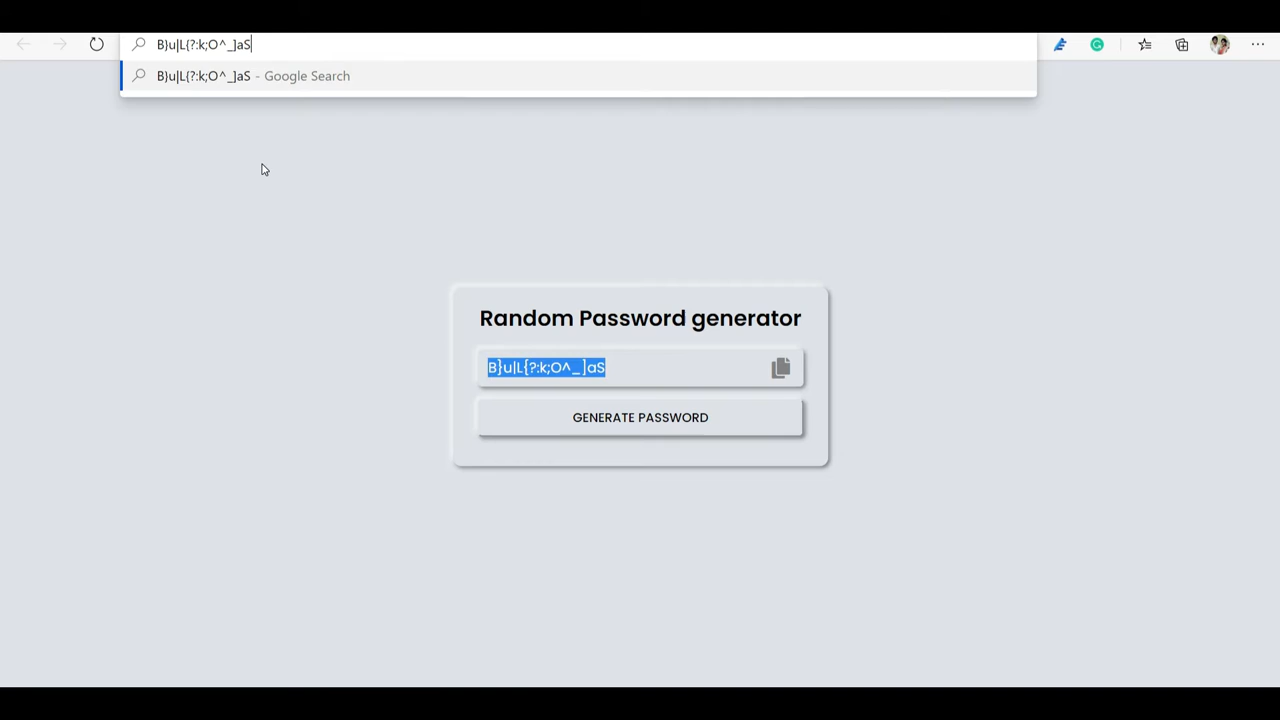 B}u|L{?:k;O^_]aS
B}u|L{?:k;O^_]aS - Google Search
Random Password generator
B}u|L{?:k;O^_]aS
GENERATE PASSWORD